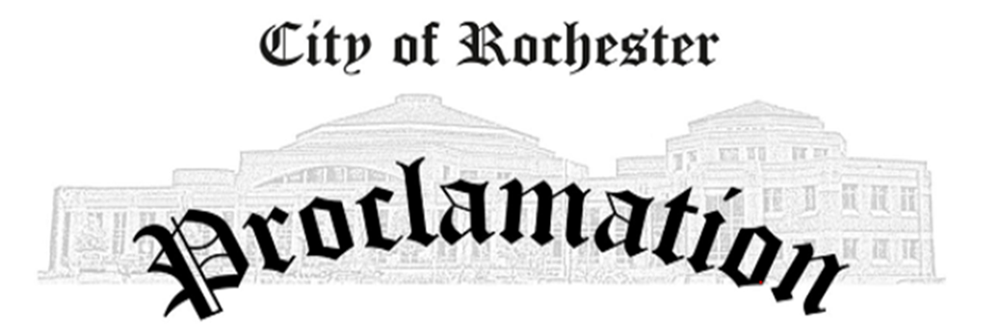 City of Rochester
Proclamation